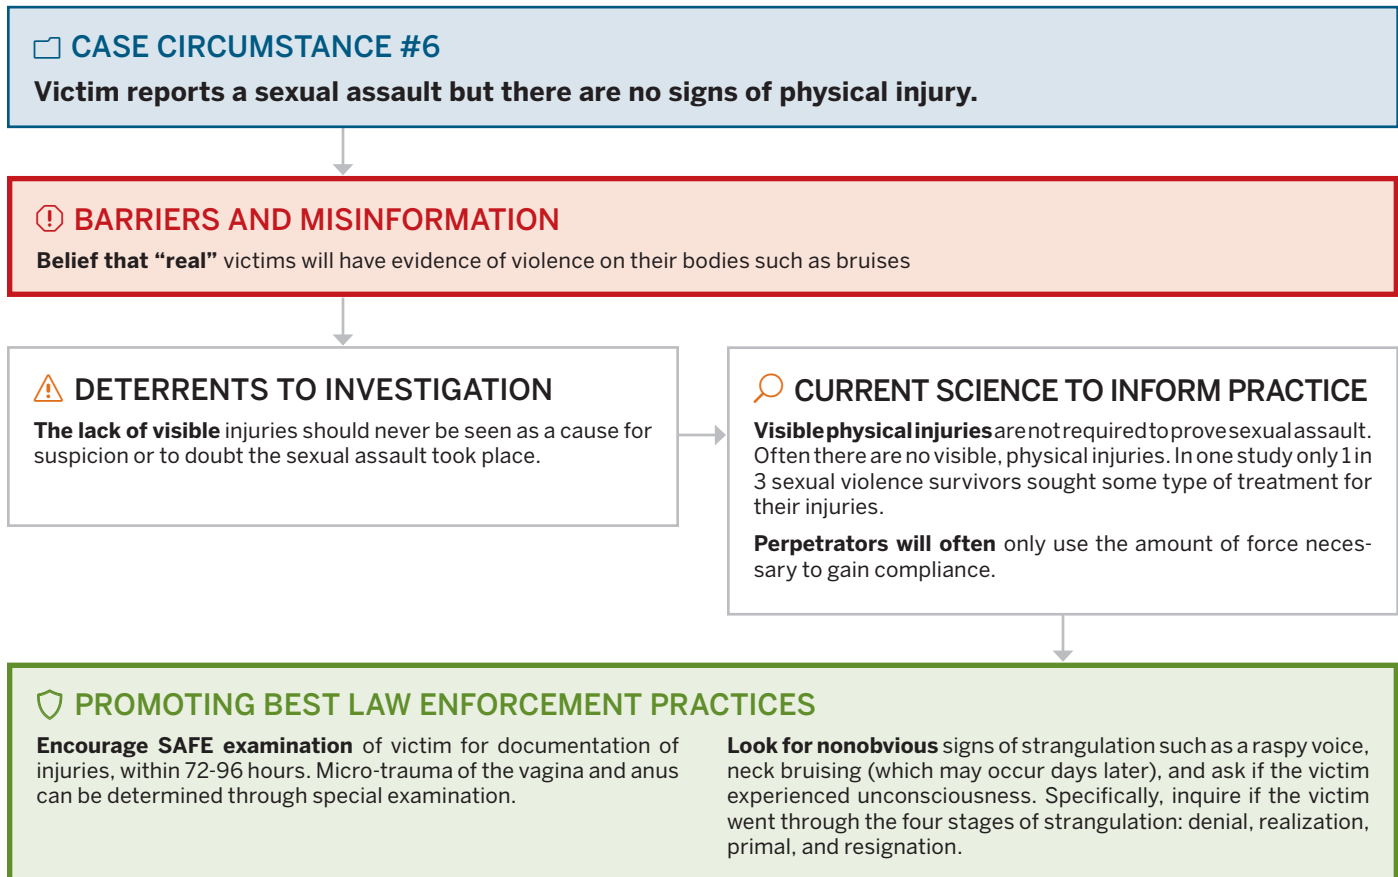 CASE CIRCUMSTANCE #6
Victim reports a sexual assault but there are no signs of physical injury.
BARRIERS AND MISINFORMATION
Belief that “real” victims will have evidence of violence on their bodies such as bruises
DETERRENTS TO INVESTIGATION
The lack of visible injuries should never be seen as a cause for
suspicion or to doubt the sexual assault took place.
CURRENT SCIENCE TO INFORM PRACTICE
Visible physical injuries are not required to prove sexual assault.
Often there are no visible, physical injuries. In one study only 1 in
3 sexual violence survivors sought some type of treatment for
their injuries.
Perpetrators will often only use the amount of force neces-
sary to gain compliance.
PROMOTING BEST LAW ENFORCEMENT PRACTICES
Encourage SAFE examination of victim for documentation of
injuries, within 72-96 hours. Micro-trauma of the vagina and anus
can be determined through special examination.
Look for nonobvious signs of strangulation such as a raspy voice,
neck bruising (which may occur days later), and ask if the victim
experienced unconsciousness. Specifically, inquire if the victim
went through the four stages of strangulation: denial, realization,
primal, and resignation.